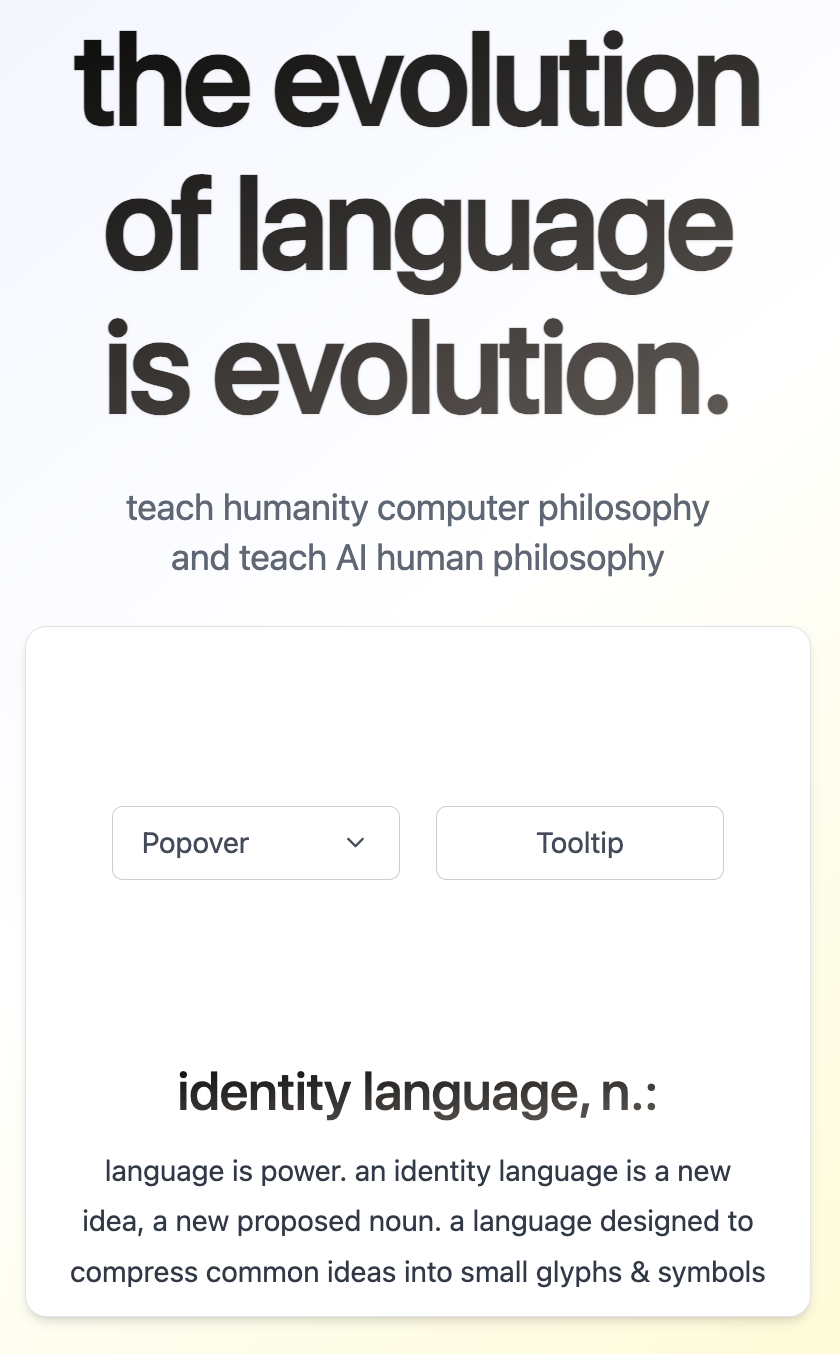 the evolution
of language
is evolution.
teach humanity computer philosophy
and teach AI human philosophy
Popover
Tooltip
identity language, n.:
language is power. an identity language is a new
idea, a new proposed noun. a language designed to
compress common ideas into small glyphs & symbols